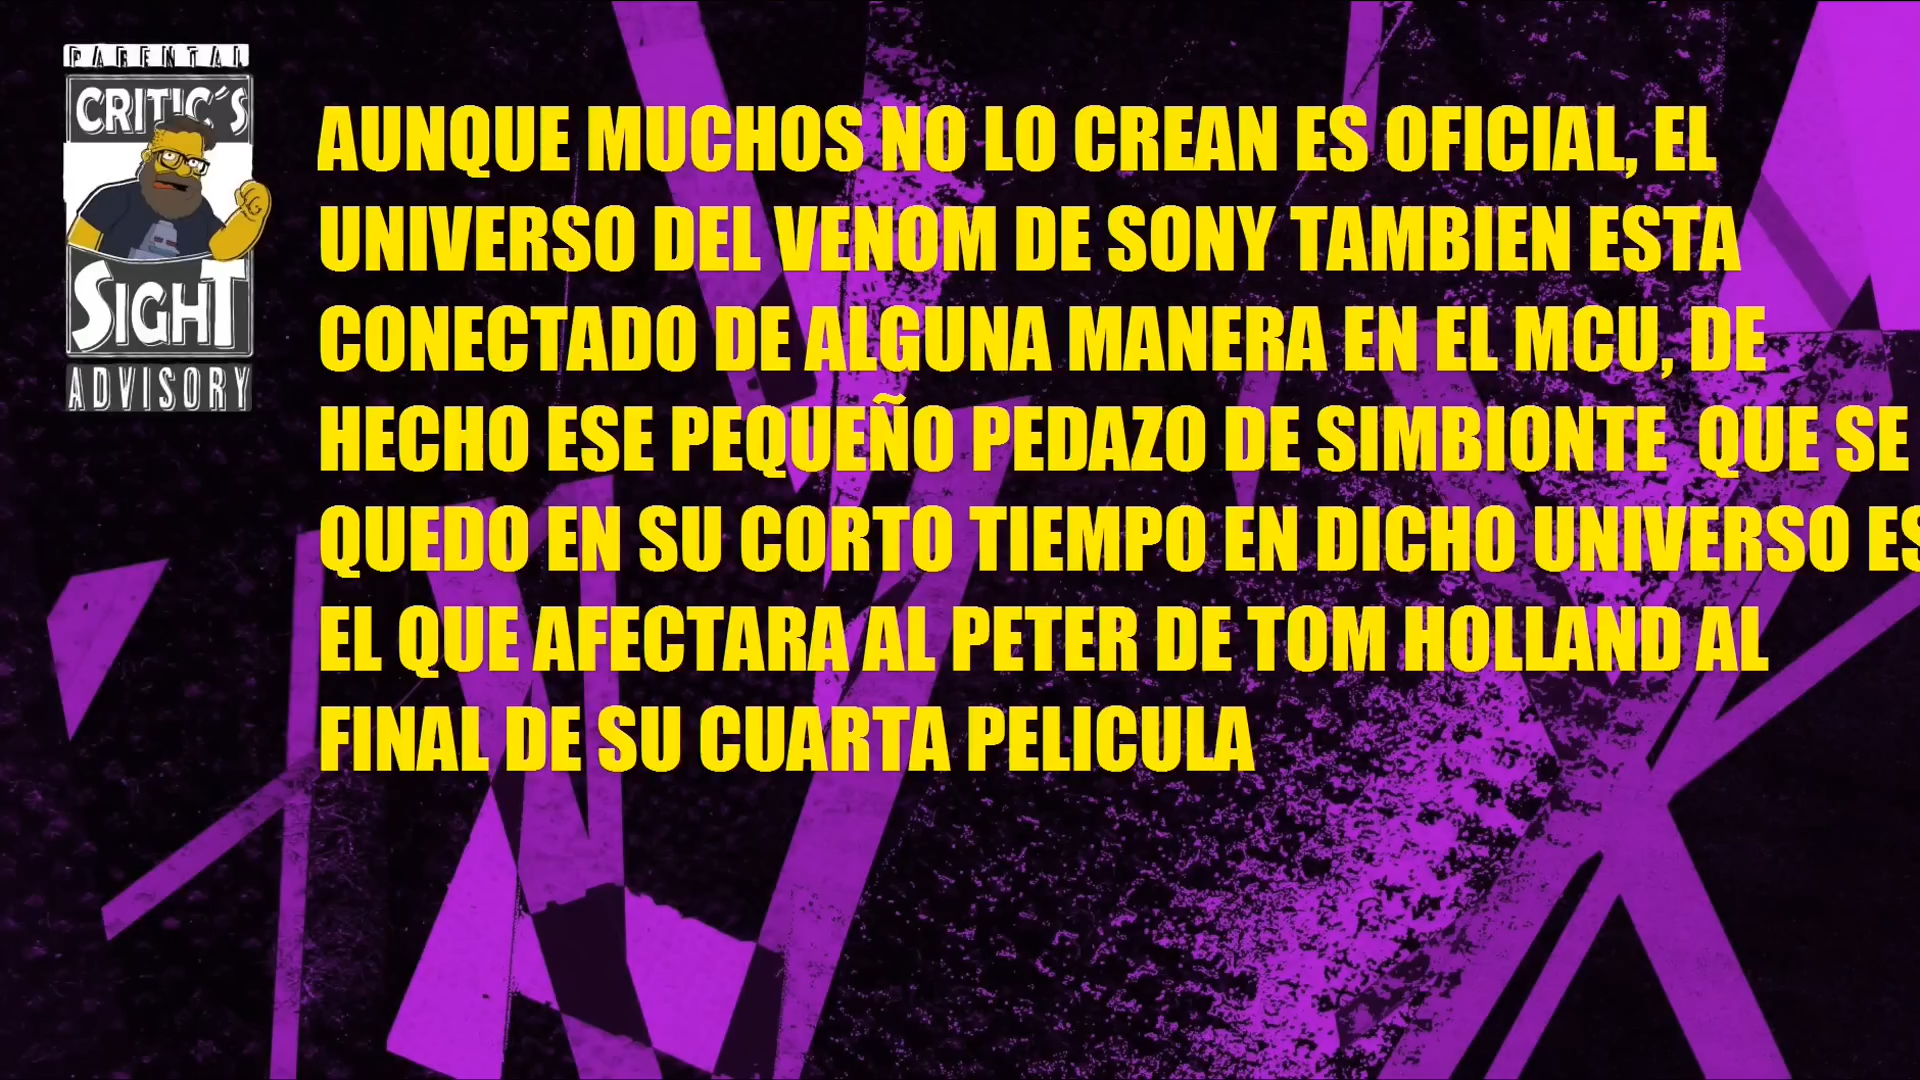 PARENTAL
CRITIC´S
SIGHT
ADVISORY
AUNQUE MUCHOS NO LO CREAN ES OFICIAL, EL
UNIVERSO DEL VENOM DE SONY TAMBIEN ESTA
CONECTADO DE ALGUNA MANERA EN EL MCU, DE
HECHO ESE PEQUEÑO PEDAZO DE SIMBIONTE QUE SE
QUEDO EN SU CORTO TIEMPO EN DICHO UNIVERSO ES
EL QUE AFECTARA AL PETER DE TOM HOLLAND AL
FINAL DE SU CUARTA PELICULA